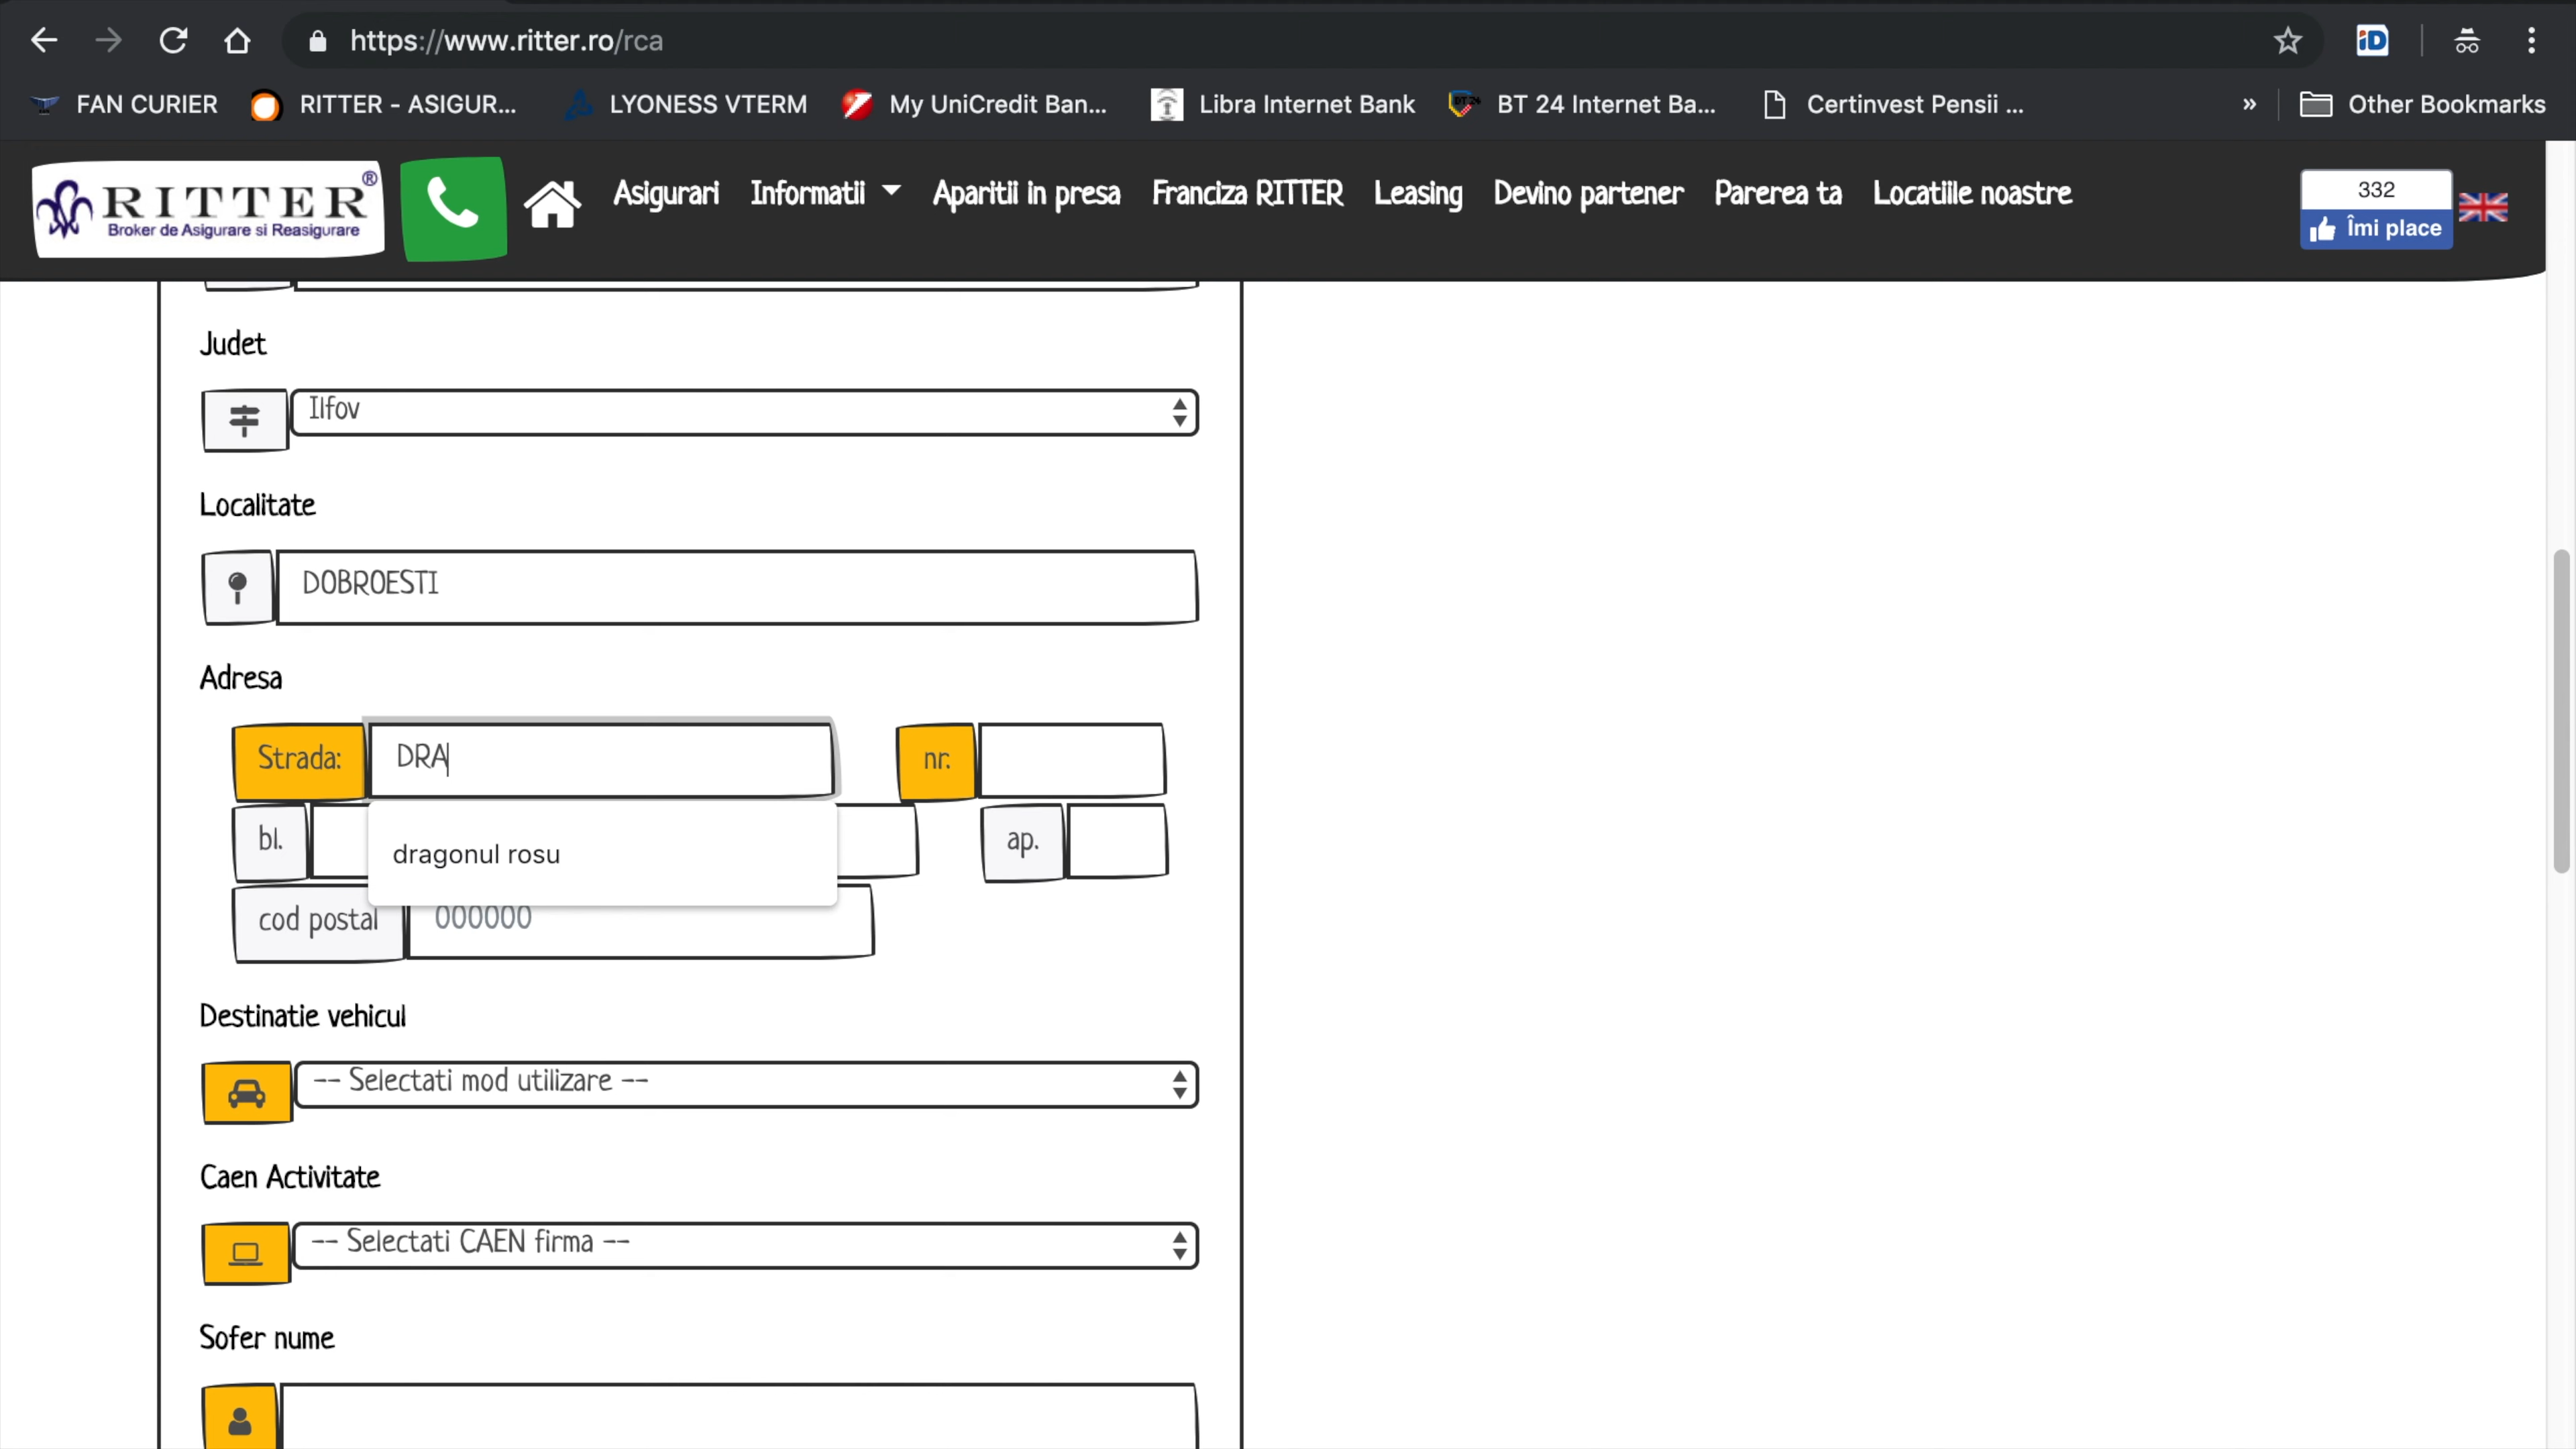 https://www.ritter.ro/rca
FAN CURIER RITTER - ASIGUR... LYONESS VTERM My UniCredit Ban... Libra Internet Bank BT 24 Internet Ba... Certinvest Pensii ... » Other Bookmarks
RITTER®
Broker de Asigurare si Reasigurare
Asigurari Informatii Aparitii in presa Franciza RITTER Leasing Devino partener Parerea ta Locatiile noastre
332
Îmi place
Judet
Ilfov
Localitate
DOBROESTI
Adresa
Strada: DRA nr.
bl. ap.
dragonul rosu
cod postal 000000
Destinatie vehicul
-- Selectati mod utilizare --
Caen Activitate
-- Selectati CAEN firma --
Sofer nume